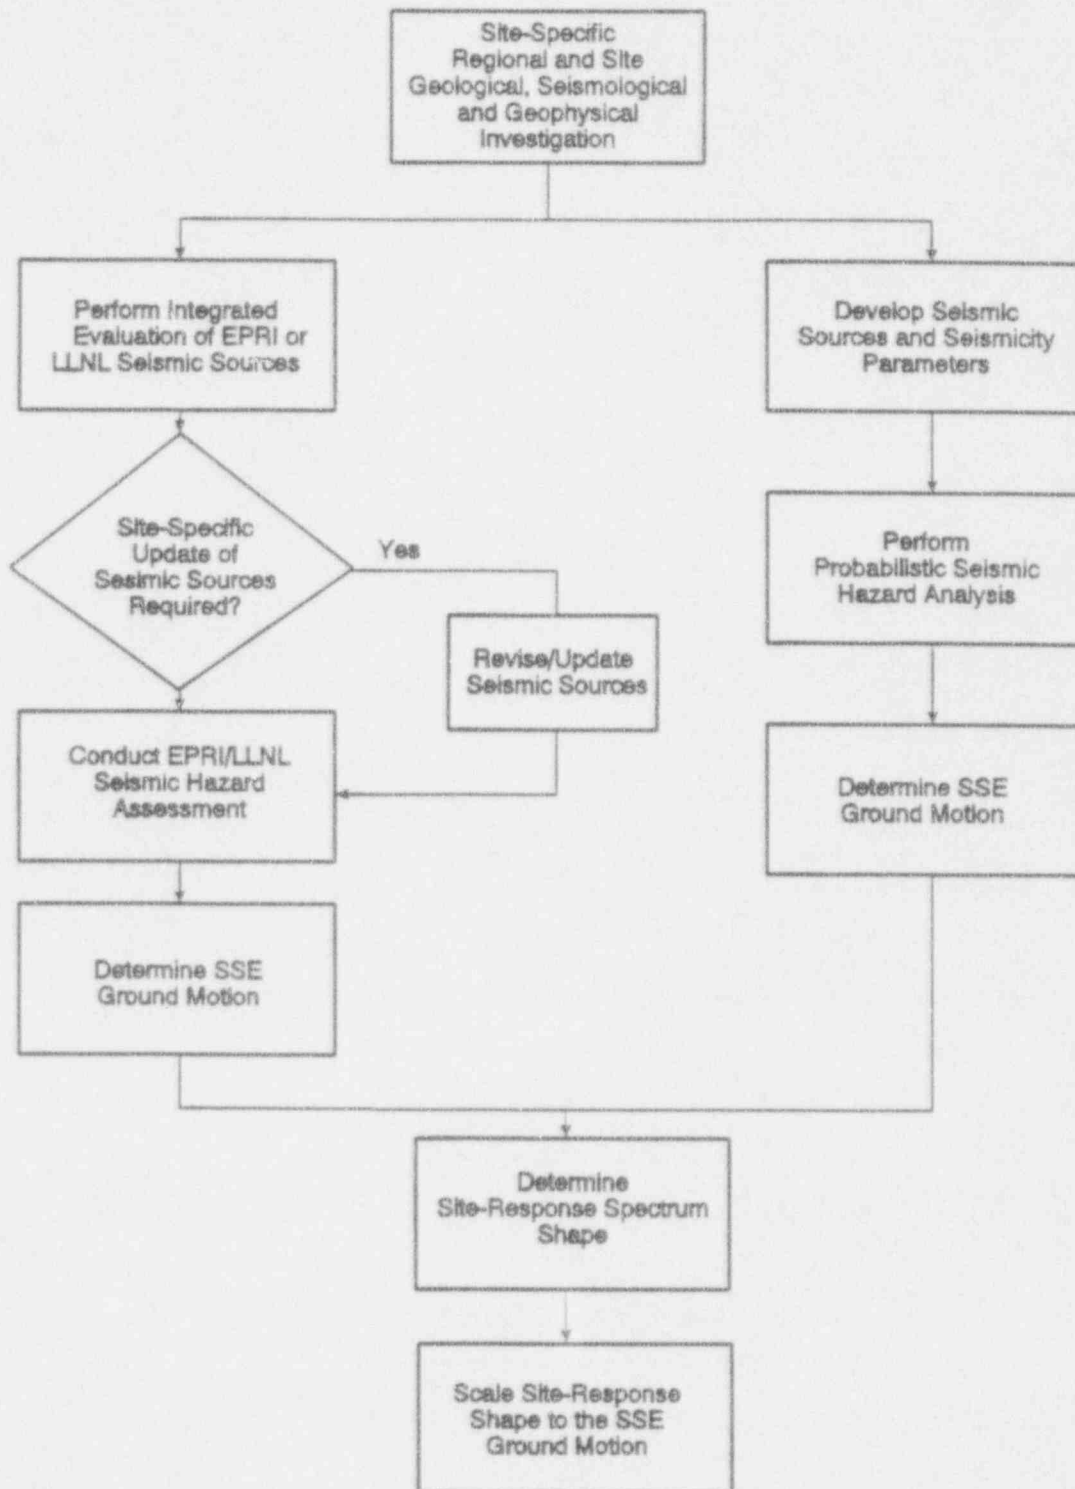 Site-Specific
Regional and Site
Geological, Seismological
and Geophysical
Investigation
Perform Integrated
Evaluation of EPRI or
LLNL Seismic Sources
Develop Seismic
Sources and Seismicity
Parameters
Site-Specific
Update of
Sesimic Sources
Required?
Yes
Revise/Update
Seismic Sources
Perform
Probabilistic Seismic
Hazard Analysis
Conduct EPRI/LLNL
Seismic Hazard
Assessment
Determine SSE
Ground Motion
Determine SSE
Ground Motion
Determine
Site-Response Spectrum
Shape
Scale Site-Response
Shape to the SSE
Ground Motion